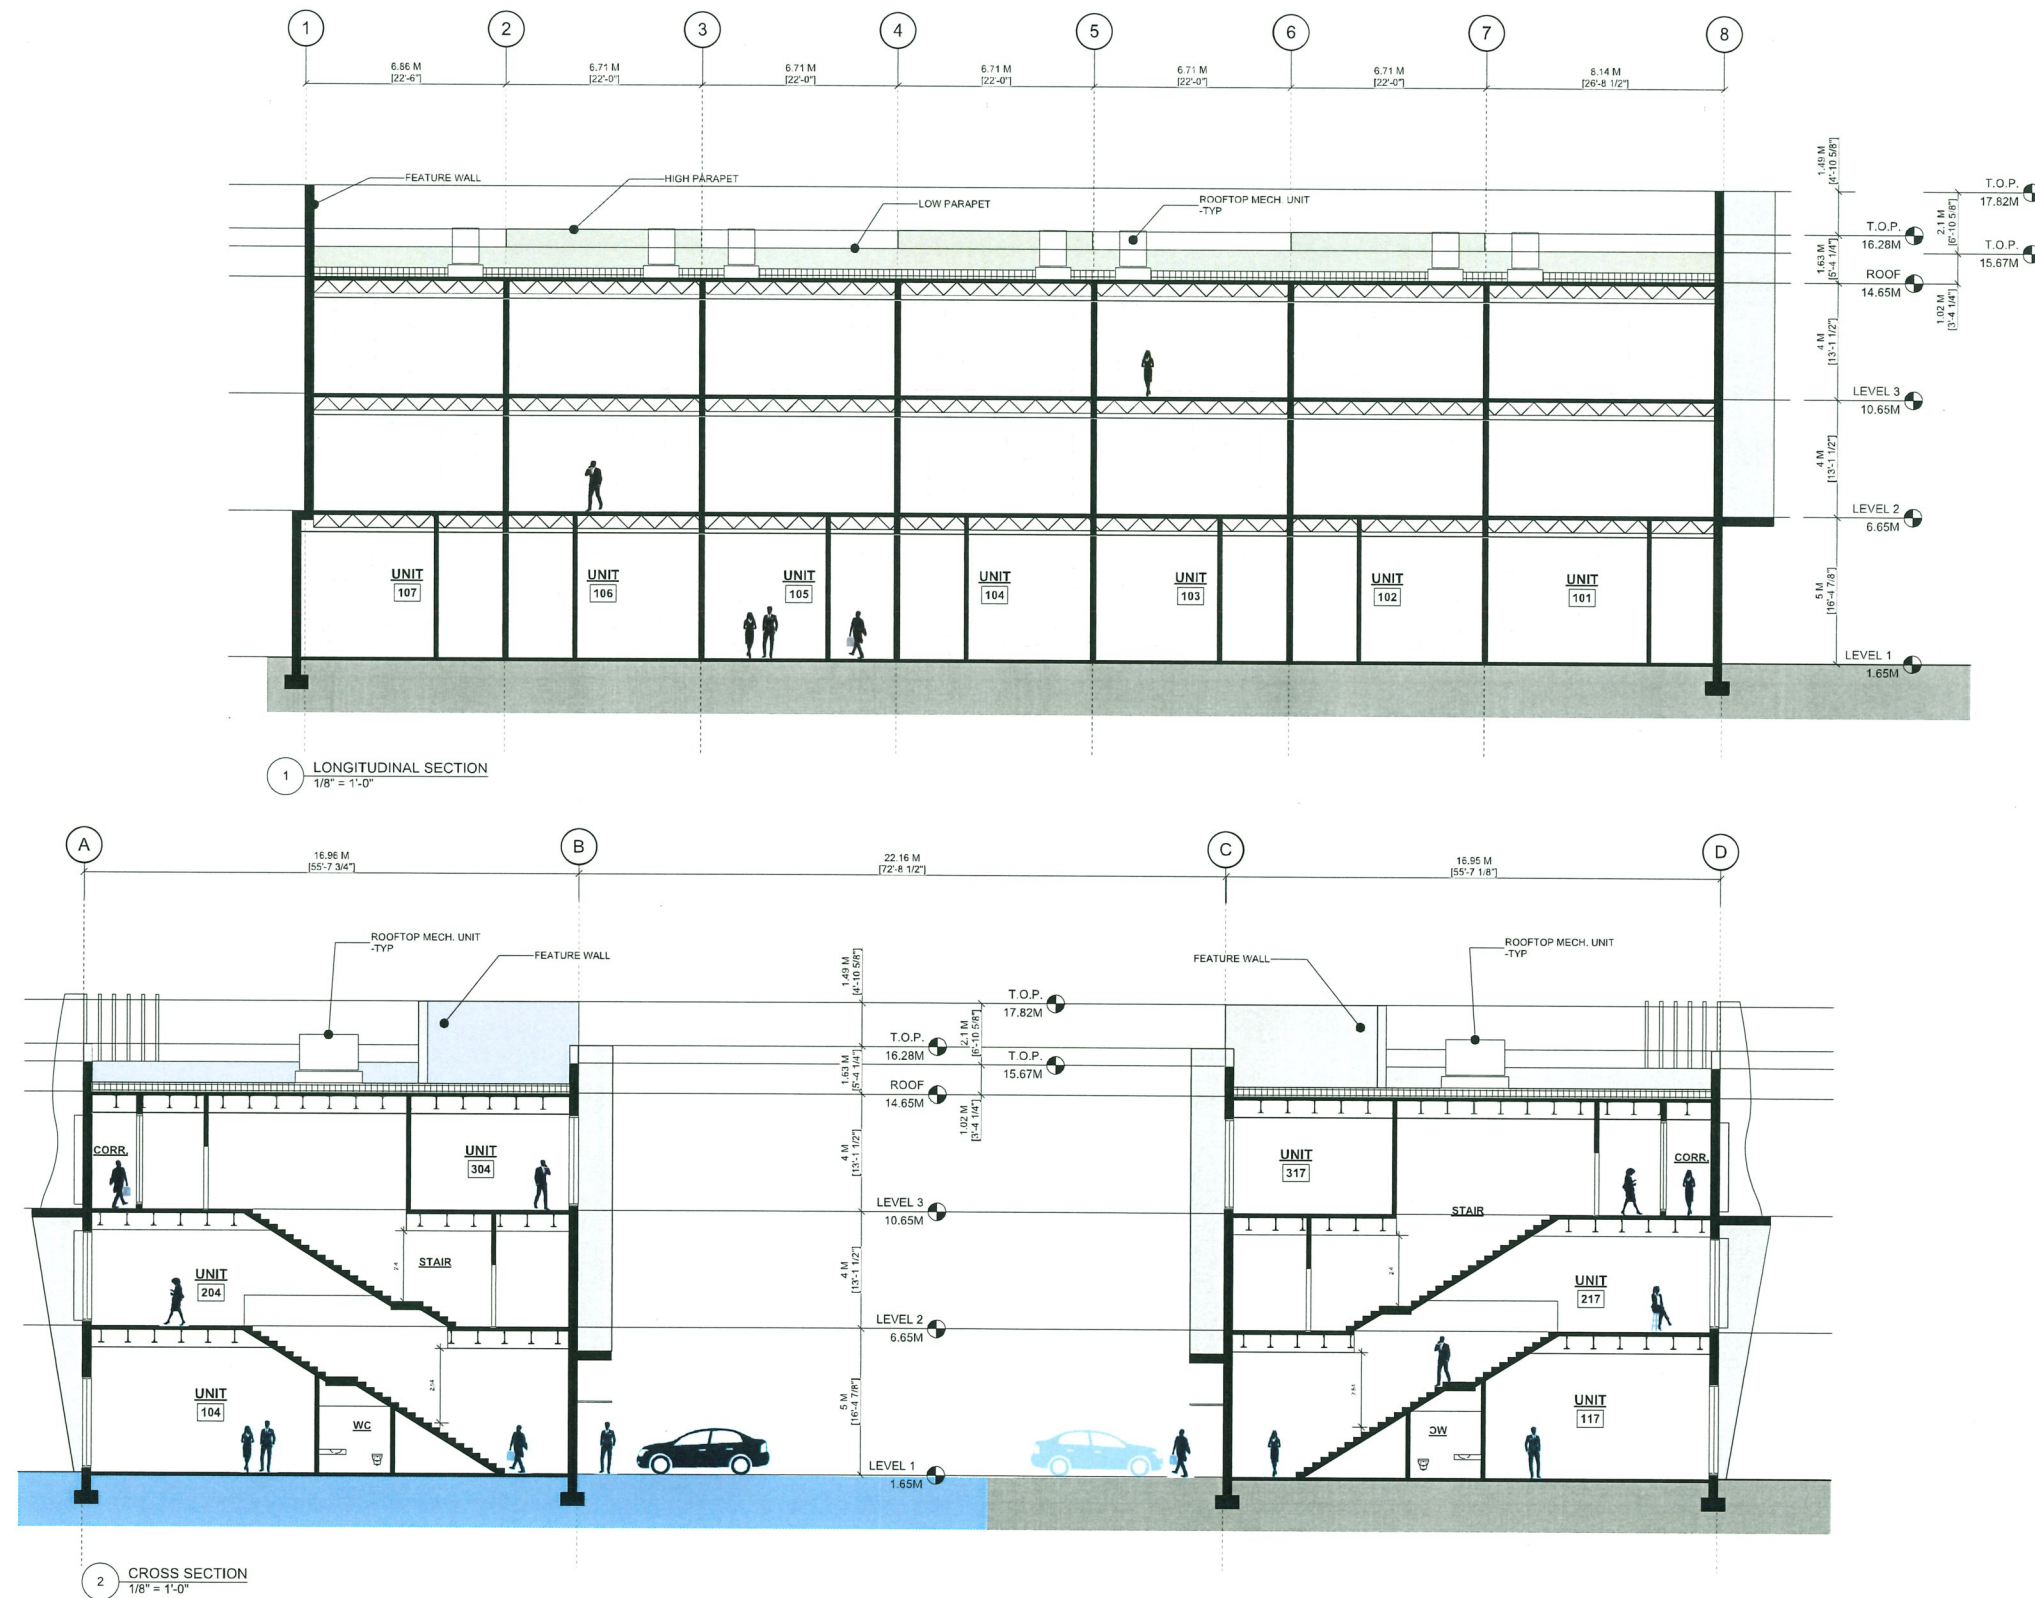 1 2 3 4 5 6 7 8
6.86 M 6.71 M 6.71 M 6.71 M 6.71 M 6.71 M 8.14 M
[22'-6"] [22'-0"] [22'-0"] [22'-0"] [22'-0"] [22'-0"] [26'-8 1/2"]
FEATURE WALL
HIGH PARAPET
LOW PARAPET
ROOFTOP MECH. UNIT
-TYP
1.49 M
[4'-10 5/8"]
T.O.P.
17.82M
2.1 M
[6'-10 5/8"]
T.O.P.
16.28M
T.O.P.
15.67M
1.63 M
[5'-4 1/4"]
ROOF
14.65M
1.02 M
[3'-4 1/4"]
4 M
[13'-1 1/2"]
LEVEL 3
10.65M
4 M
[13'-1 1/2"]
LEVEL 2
6.65M
5 M
[16'-4 7/8"]
LEVEL 1
1.65M
UNIT UNIT UNIT UNIT UNIT UNIT UNIT
107 106 105 104 103 102 101
1 LONGITUDINAL SECTION
1/8" = 1'-0"
A B C D
16.96 M 22.16 M 16.95 M
[55'-7 3/4"] [72'-8 1/2"] [55'-7 1/8"]
ROOFTOP MECH. UNIT
-TYP
FEATURE WALL
FEATURE WALL
ROOFTOP MECH. UNIT
-TYP
1.49 M
[4'-10 5/8"]
T.O.P.
17.82M
2.1 M
[6'-10 5/8"]
T.O.P.
16.28M
T.O.P.
15.67M
1.63 M
[5'-4 1/4"]
ROOF
14.65M
1.02 M
[3'-4 1/4"]
4 M
[13'-1 1/2"]
LEVEL 3
10.65M
4 M
[13'-1 1/2"]
LEVEL 2
6.65M
5 M
[16'-4 7/8"]
LEVEL 1
1.65M
CORR.
UNIT
304
STAIR
2.4
UNIT
204
UNIT
104
WC
2.54
UNIT
317
CORR.
STAIR
2.4
UNIT
217
UNIT
117
WC
2 CROSS SECTION
1/8" = 1'-0"